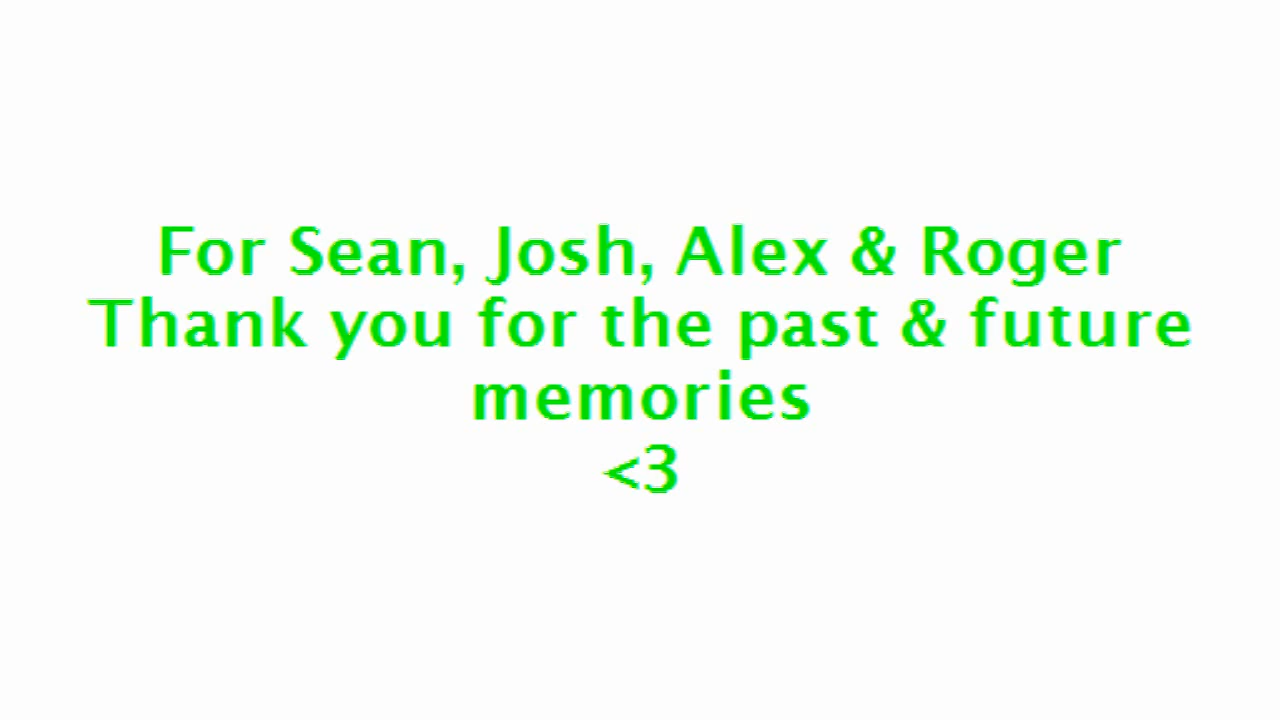 For Sean, Josh, Alex & Roger
Thank you for the past & future
memories
<3